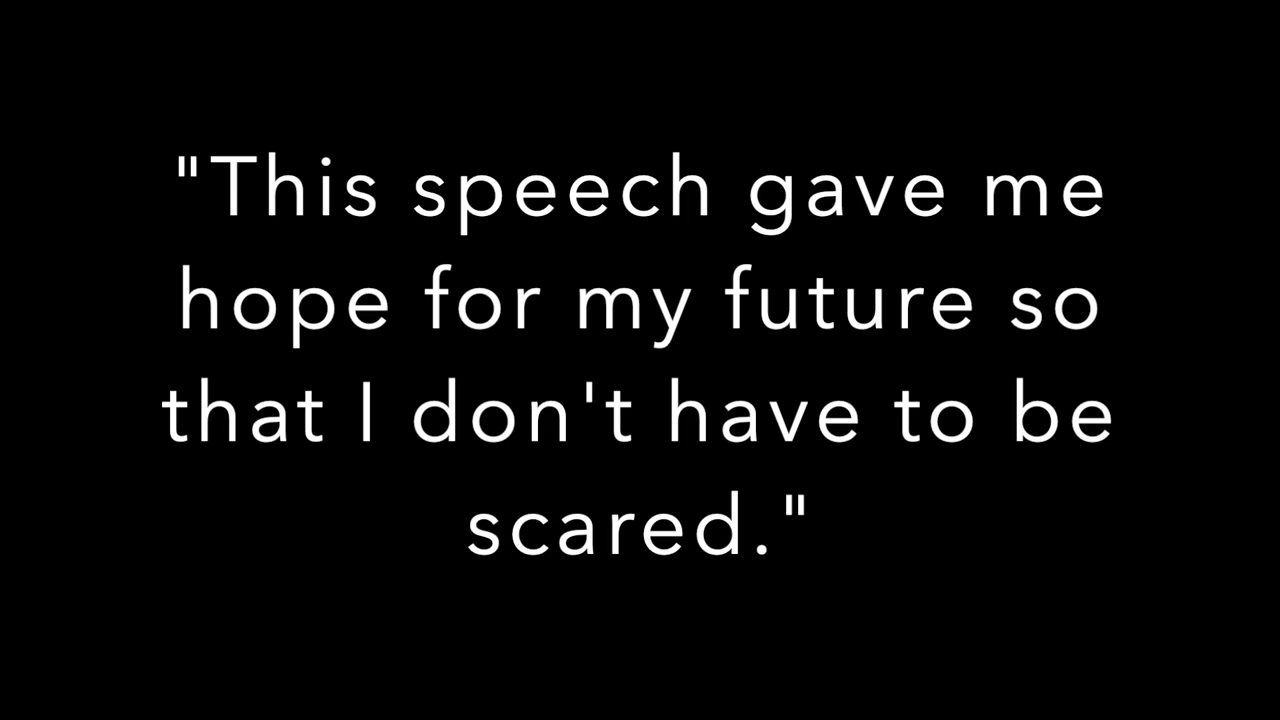 "This speech gave me
hope for my future so
that I don't have to be
scared."